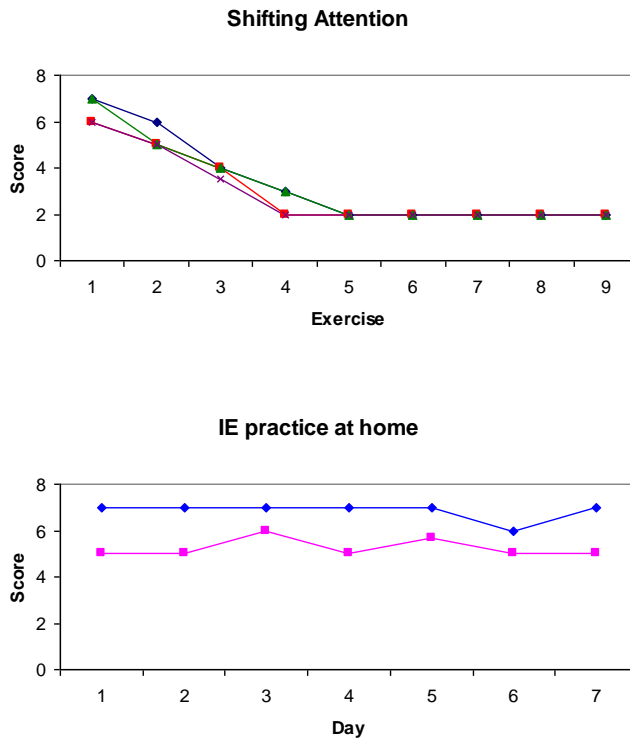 Shifting Attention
8
6
4
2
0
Score
1 2 3 4 5 6 7 8 9
Exercise
IE practice at home
8
6
4
2
0
Score
1 2 3 4 5 6 7
Day